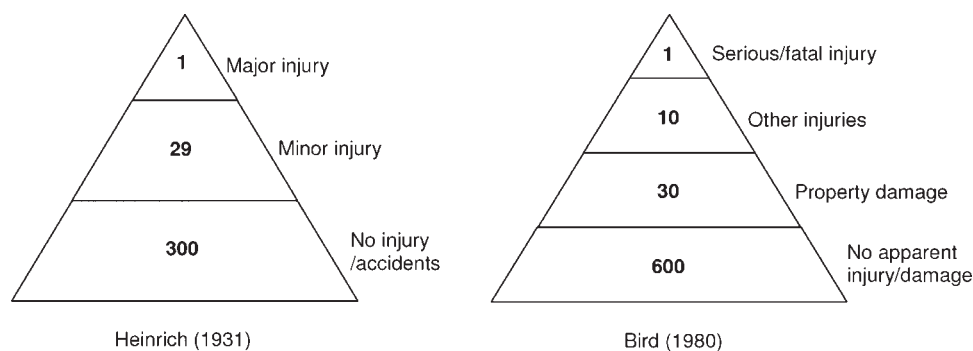 1
Major injury
29
Minor injury
300
No injury
/accidents
Heinrich (1931)
1
Serious/fatal injury
10
Other injuries
30
Property damage
600
No apparent
injury/damage
Bird (1980)